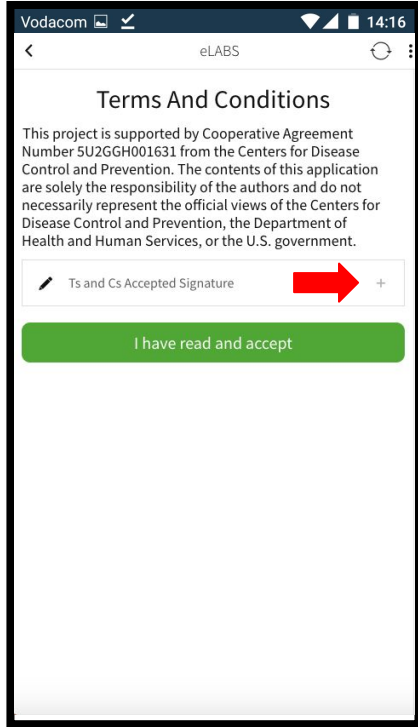 Vodacom 14:16
eLABS
Terms And Conditions
This project is supported by Cooperative Agreement
Number 5U2GGH001631 from the Centers for Disease
Control and Prevention. The contents of this application
are solely the responsibility of the authors and do not
necessarily represent the official views of the Centers for
Disease Control and Prevention, the Department of
Health and Human Services, or the U.S. government.
Ts and Cs Accepted Signature +
I have read and accept